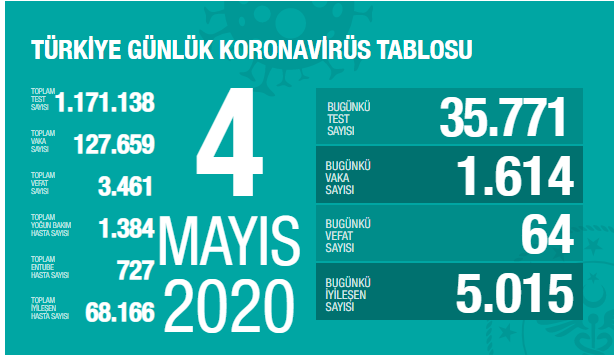 TÜRKİYE GÜNLÜK KORONAVİRÜS TABLOSU
TOPLAM
TEST
SAYISI
1.171.138
TOPLAM
VAKA
SAYISI
127.659
TOPLAM
VEFAT
SAYISI
3.461
TOPLAM
YOĞUN BAKIM
HASTA SAYISI
1.384
TOPLAM
ENTUBE
HASTA SAYISI
727
TOPLAM
İYİLEŞEN
HASTA SAYISI
68.166
4
MAYIS
2020
BUGÜNKÜ
TEST
SAYISI
35.771
BUGÜNKÜ
VAKA
SAYISI
1.614
BUGÜNKÜ
VEFAT
SAYISI
64
BUGÜNKÜ
İYİLEŞEN
SAYISI
5.015